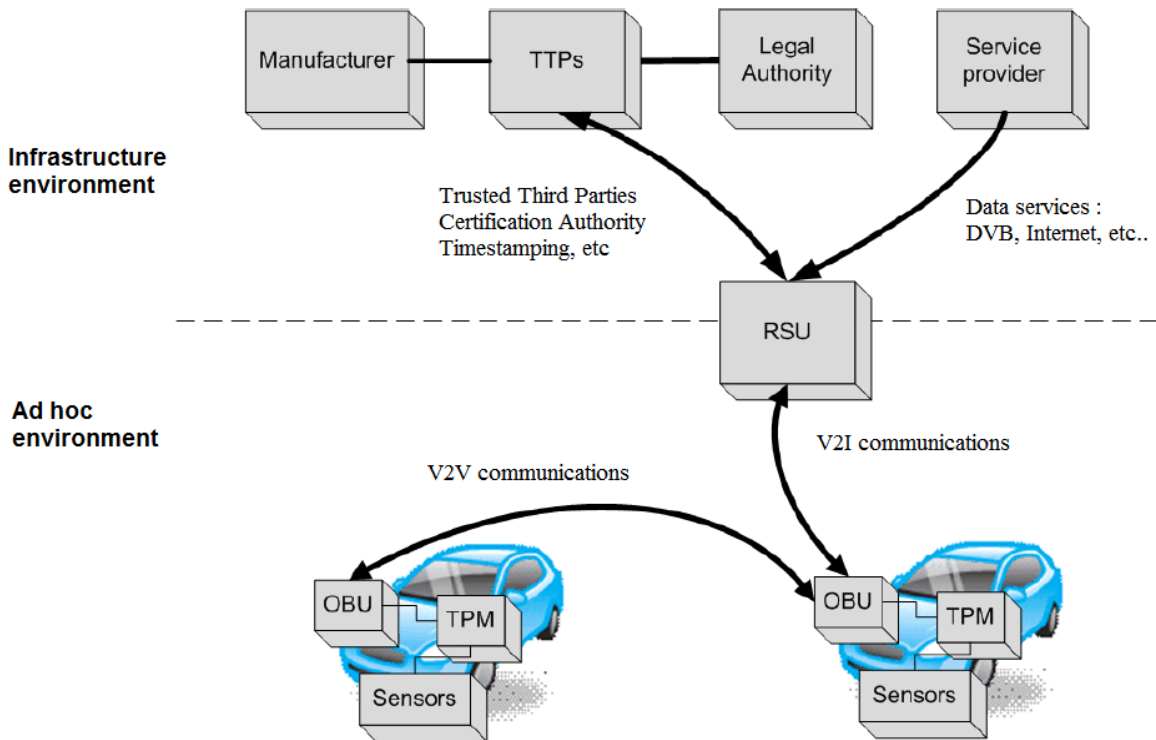 Manufacturer
TTPs
Legal
Authority
Service
provider
Infrastructure
environment
Trusted Third Parties
Certification Authority
Timestamping, etc
Data services :
DVB, Internet, etc..
RSU
Ad hoc
environment
V2I communications
V2V communications
OBU
TPM
Sensors
OBU
TPM
Sensors